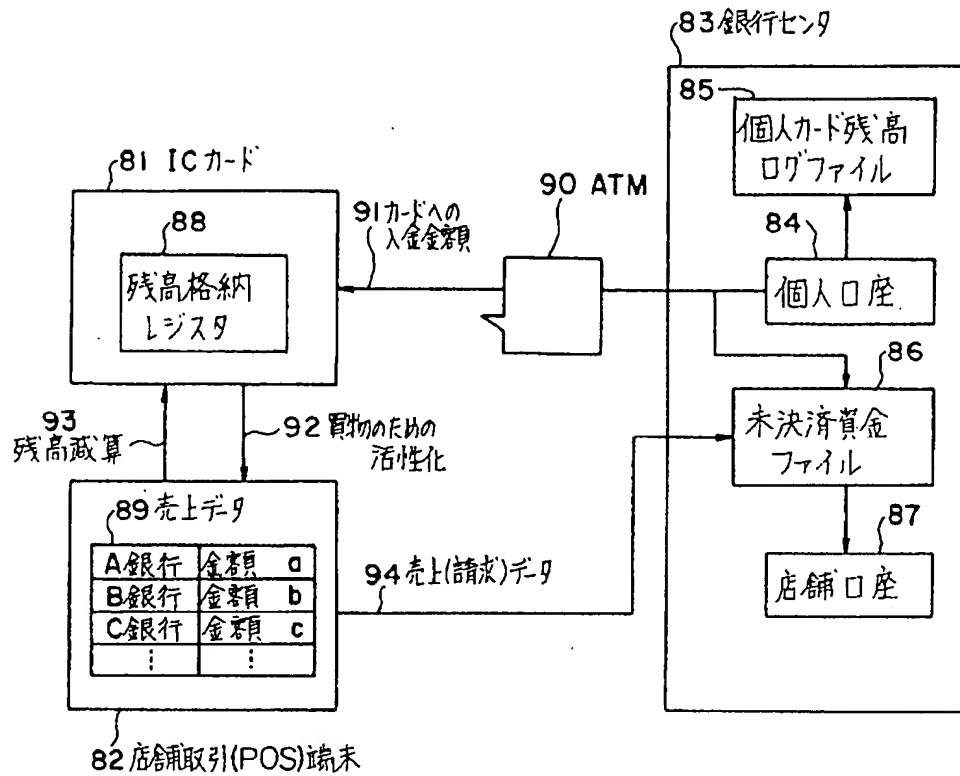 83 銀行センタ
85
個人カード残高
ログファイル
84
個人口座
86
未決済資金
ファイル
87
店舗口座
90 ATM
81 ICカード
88
残高格納
レジスタ
91 カードへの
入金金額
93
残高減算
92 買物のための
活性化
89 売上データ
A銀行 金額 a
B銀行 金額 b
C銀行 金額 c
⋮ ⋮
94 売上(請求)データ
82 店舗取引(POS)端末